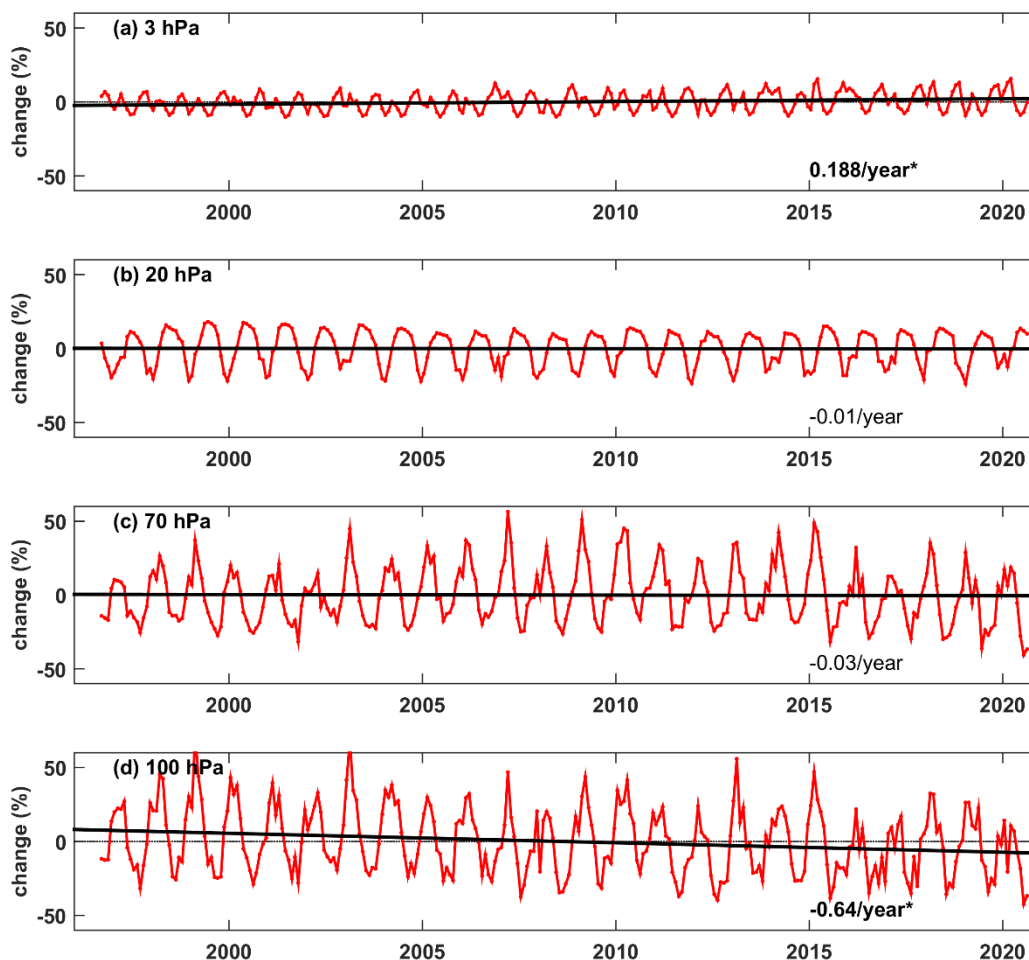 (a) 3 hPa
50
0
-50
change (%)
0.188/year*
2000 2005 2010 2015 2020
(b) 20 hPa
50
0
-50
change (%)
-0.01/year
2000 2005 2010 2015 2020
(c) 70 hPa
50
0
-50
change (%)
-0.03/year
2000 2005 2010 2015 2020
(d) 100 hPa
50
0
-50
change (%)
-0.64/year*
2000 2005 2010 2015 2020